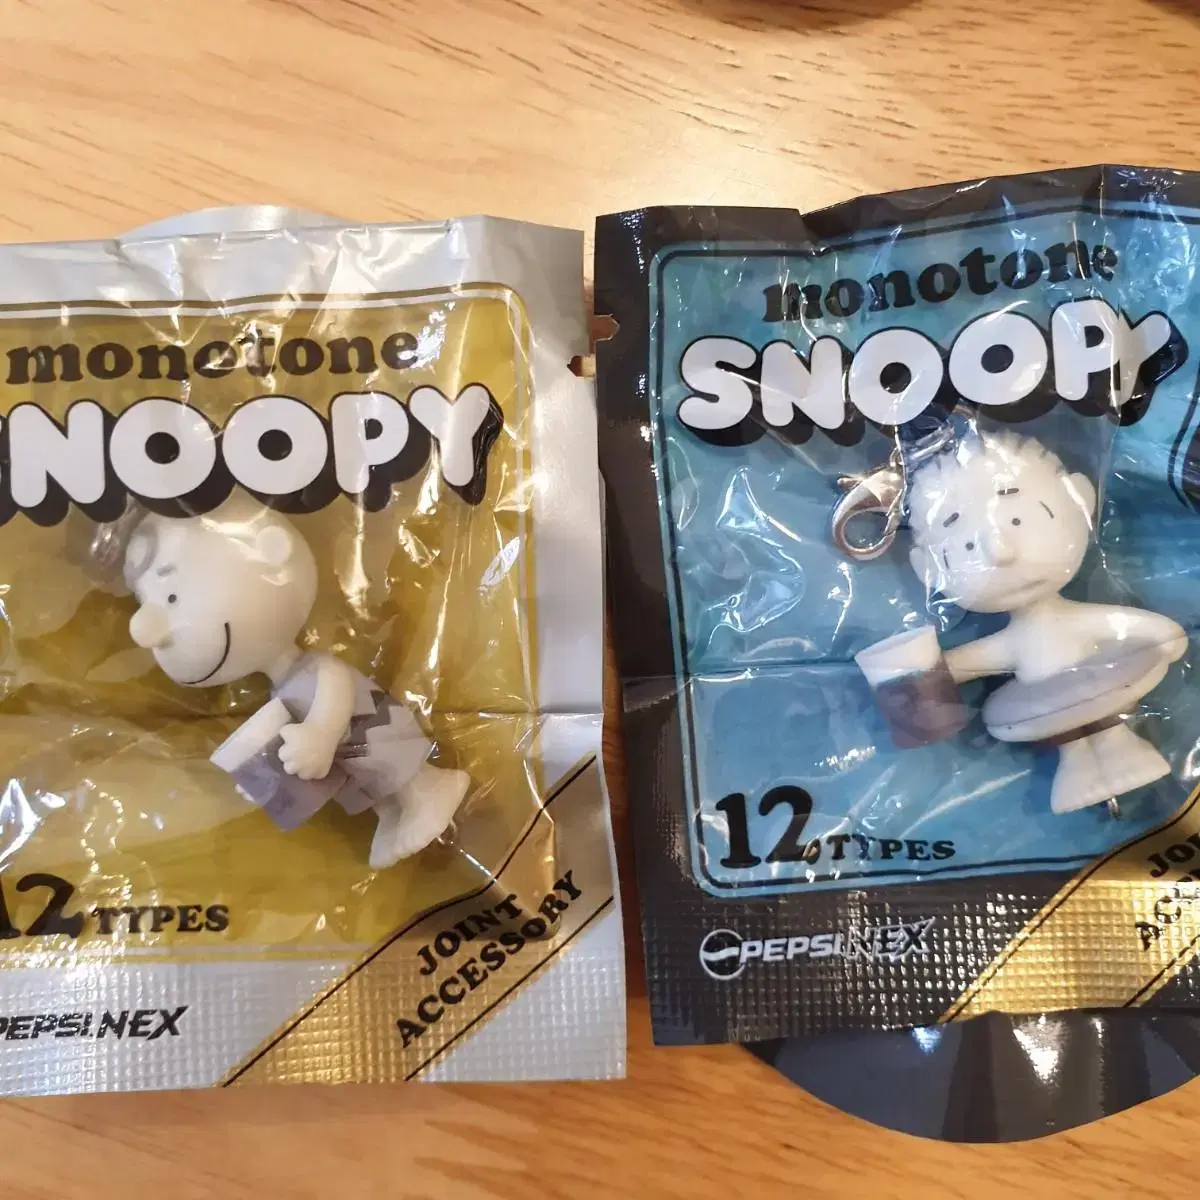 monotone
SNOOPY
12 TYPES
JOINT
ACCESSORY
PEPSI NEX
monotone
SNOOPY
12 TYPES
PEPSI NEX